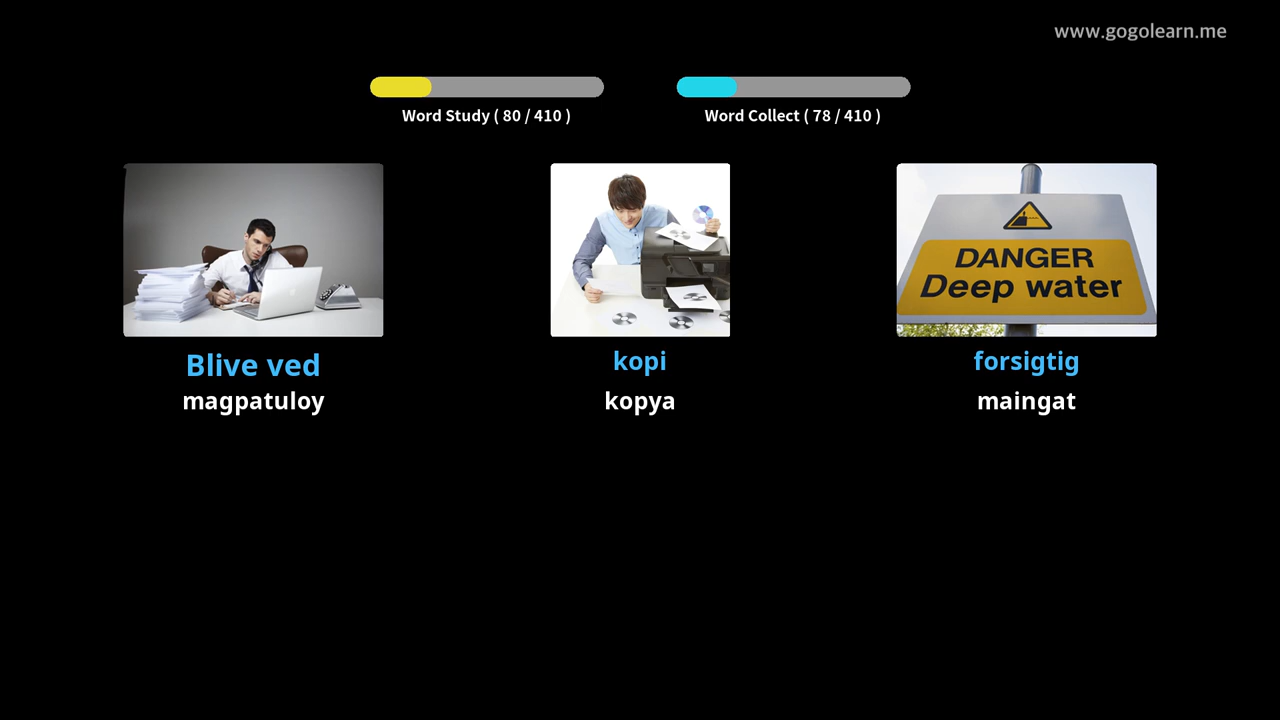 www.gogolearn.me
Word Study ( 80 / 410 )
Word Collect ( 78 / 410 )
DANGER
Deep water
Blive ved
magpatuloy
kopi
kopya
forsigtig
maingat